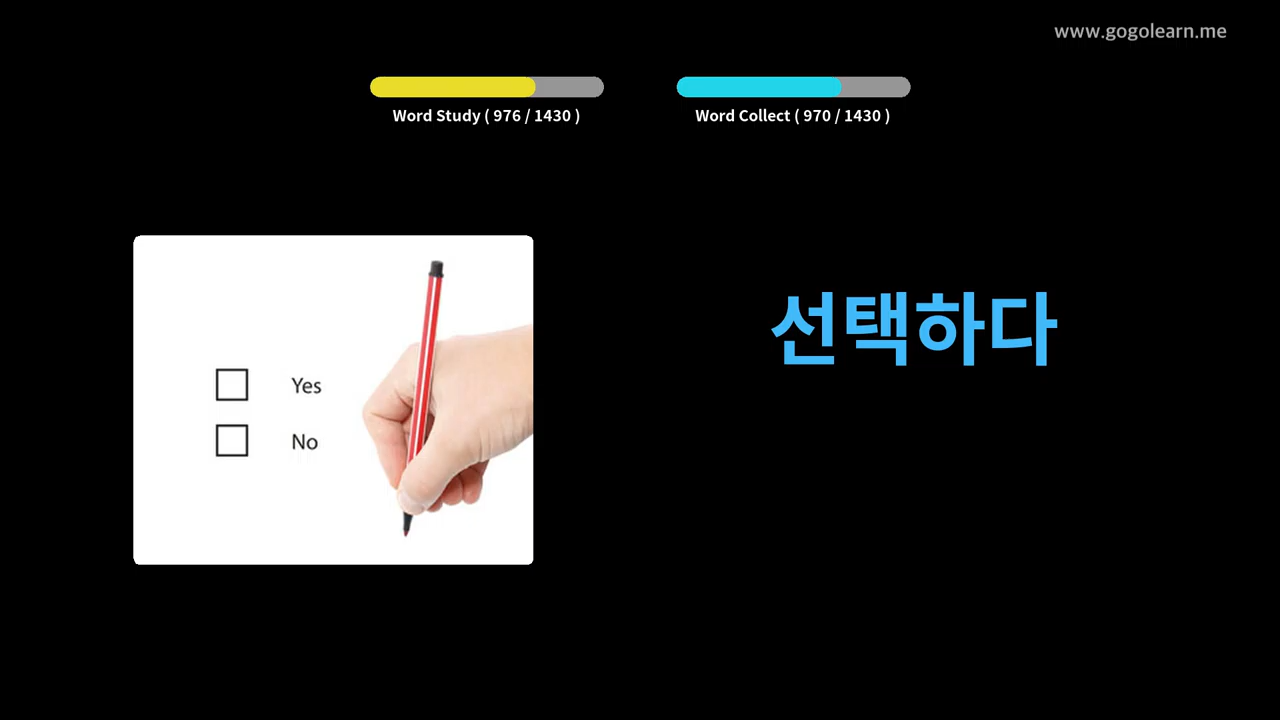 www.gogolearn.me
Word Study ( 976 / 1430 )
Word Collect ( 970 / 1430 )
선택하다
Yes
No